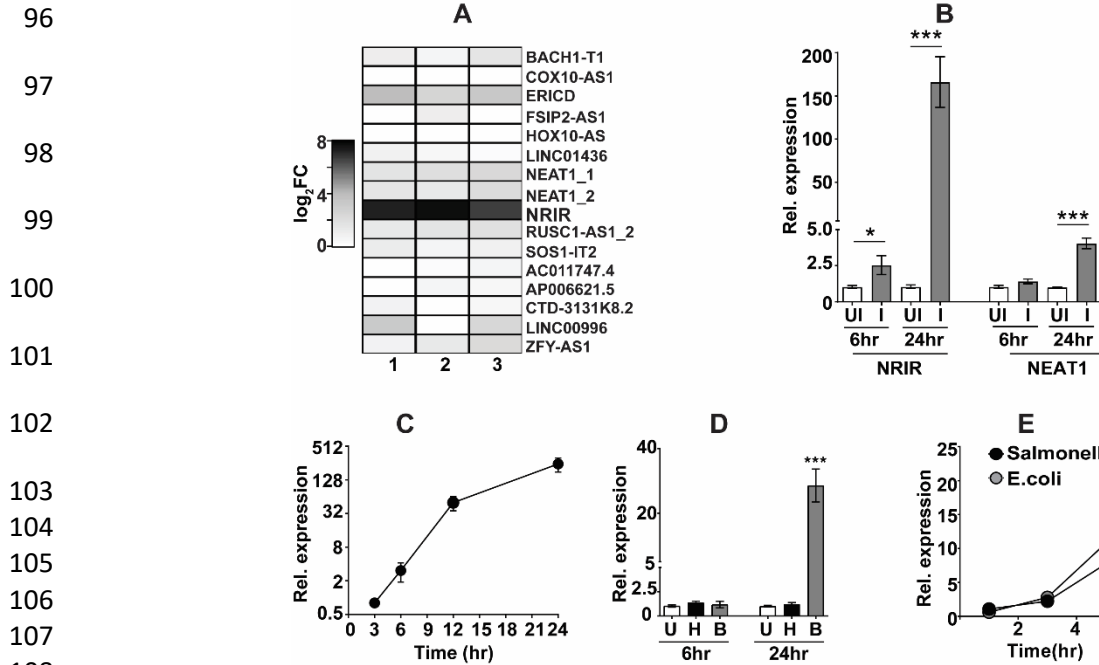 96
97
98
99
100
101
102
103
104
105
106
107
A
BACH1-T1
COX10-AS1
ERICD
FSIP2-AS1
HOX10-AS
LINC01436
NEAT1_1
NEAT1_2
NRIR
RUSC1-AS1_2
SOS1-IT2
AC011747.4
AP006621.5
CTD-3131K8.2
LINC00996
ZFY-AS1
8
4
0
log2FC
1 2 3
B
Rel. expression
200
150
100
50
5.0
2.5
0
* *** ***
UI I UI I UI I UI I
6hr 24hr 6hr 24hr
NRIR NEAT1
C
Rel. expression
512
128
32
8
2
0.5
0 3 6 9 12 15 18 21 24
Time (hr)
D
Rel. expression
40
20
5
2.5
0
***
U H B U H B
6hr 24hr
E
Salmonell
E.coli
Rel. expression
25
20
15
10
5
0
2 4
Time(hr)